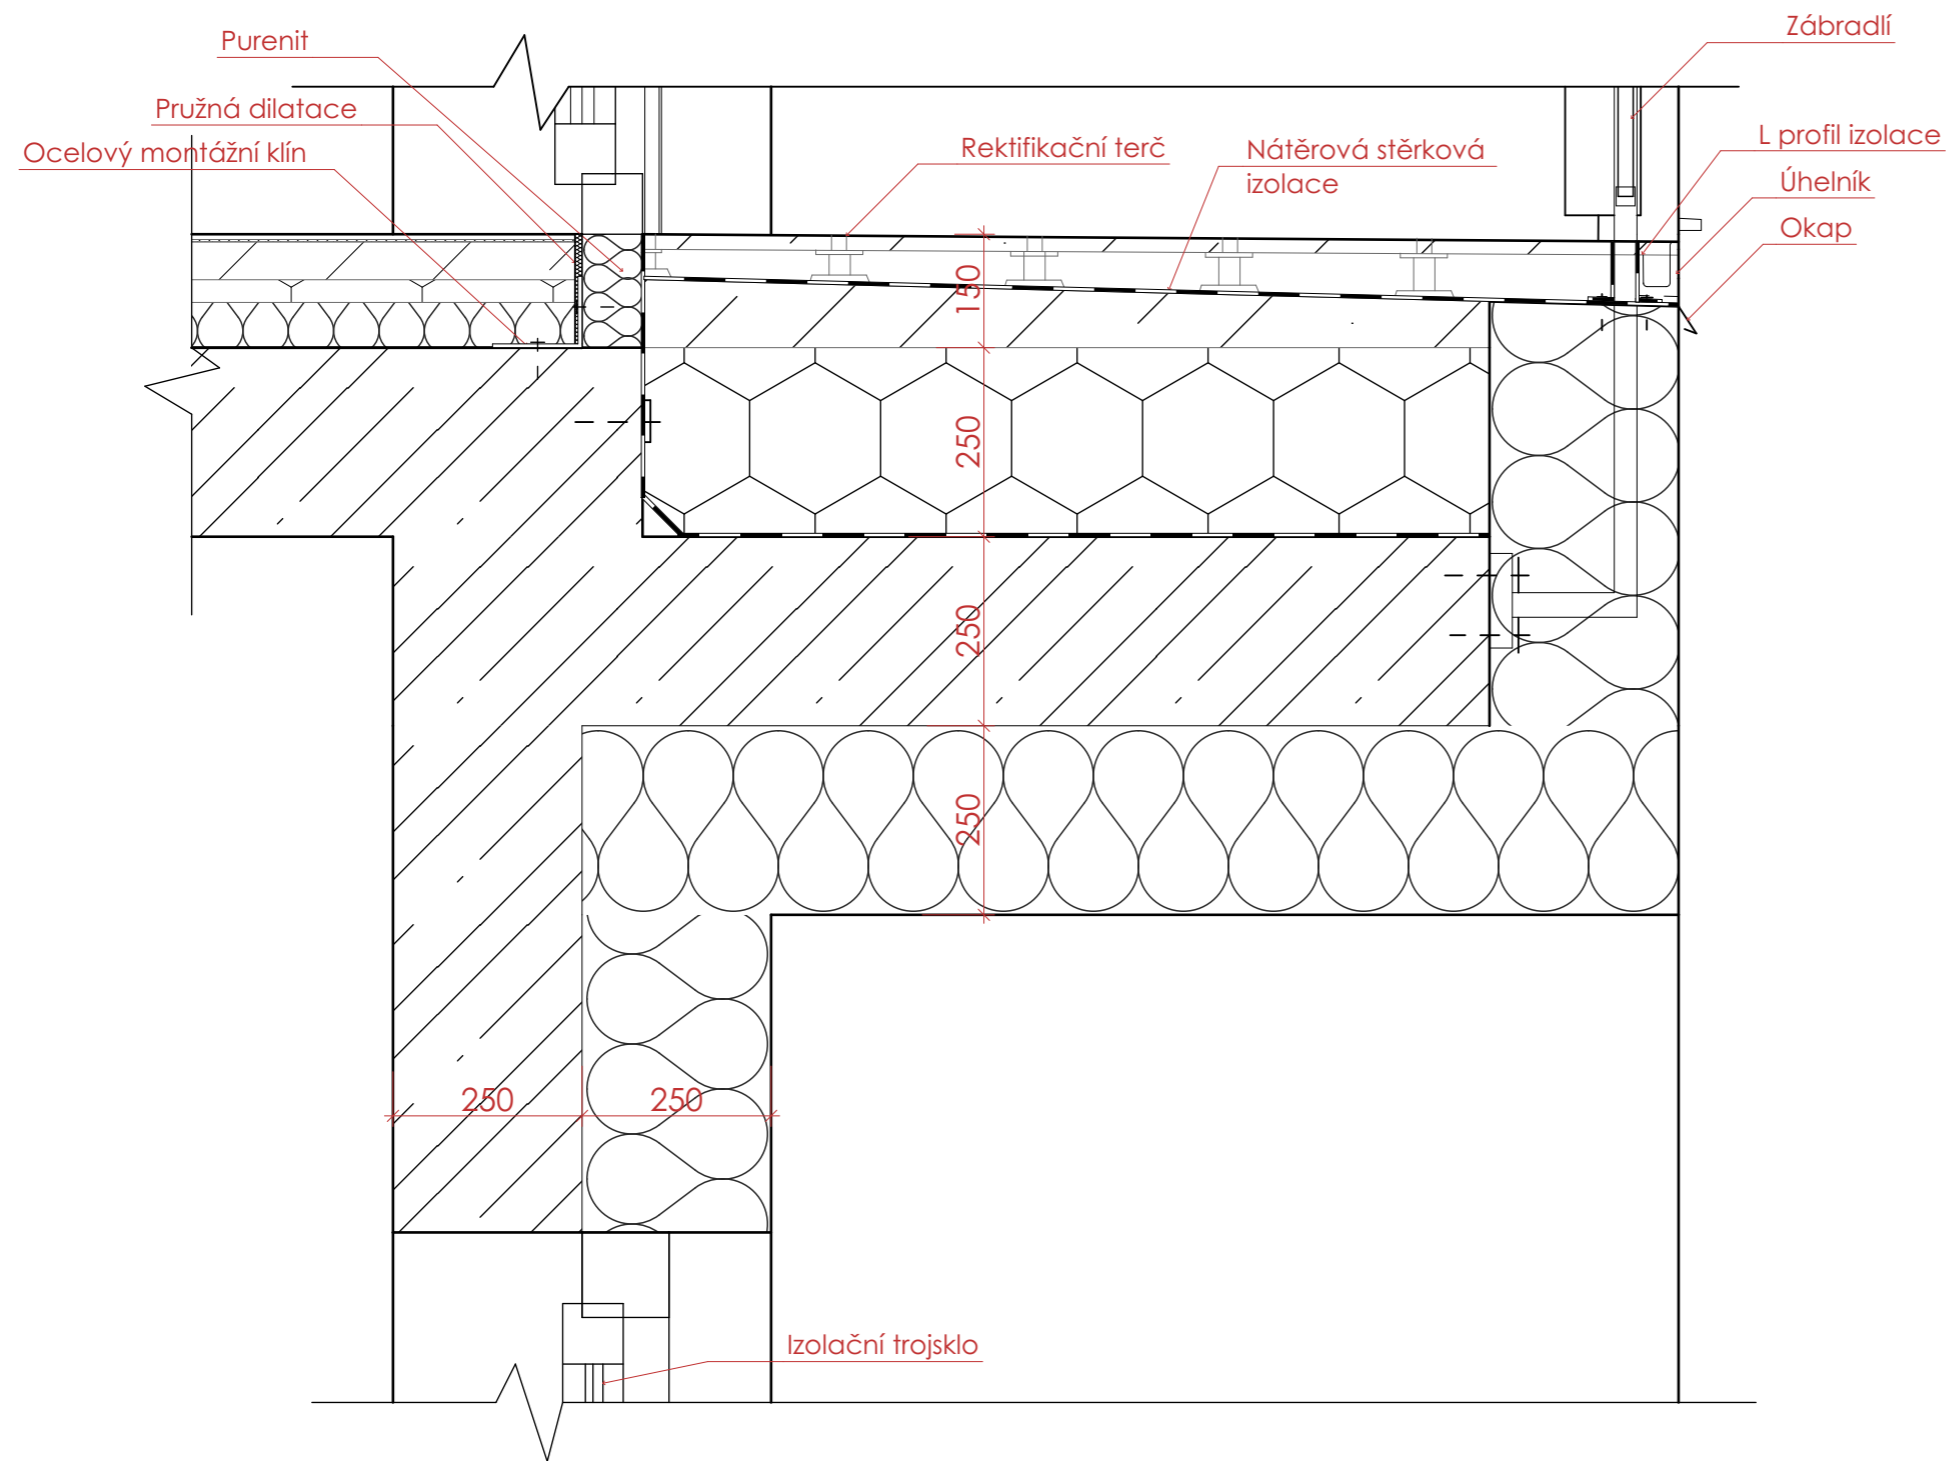 Zábradlí
Purenit
Pružná dilatace
L profil izolace
Rektifikační terč
Nátěrová stěrková
izolace
Ocelový montážní klín
Úhelník
Okap
150
250
250
250
250
250
Izolační trojsklo